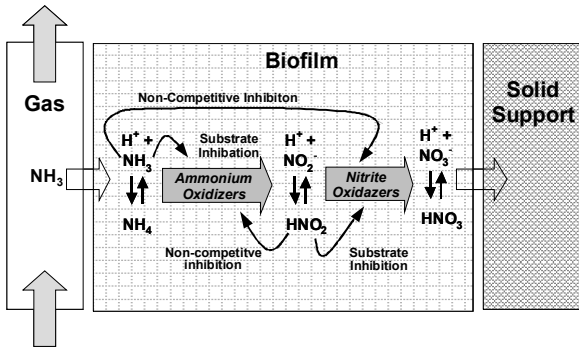 Biofilm
Gas
Solid
Support
Non-Competitive Inhibiton
H+ +
NH3
NH4
Substrate
Inhibation
Ammonium
Oxidizers
H+ +
NO2-
HNO2
Nitrite
Oxidazers
H+ +
NO3-
HNO3
NH3
Non-competitve
inhibition
Substrate
Inhibition